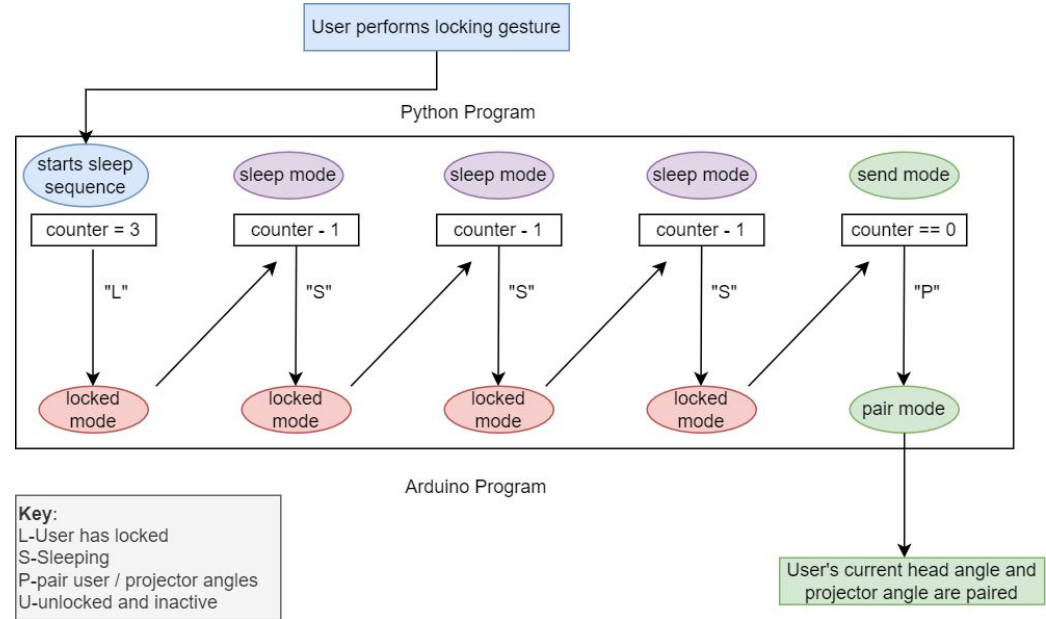 User performs locking gesture
Python Program
starts sleep
sequence
sleep mode
sleep mode
sleep mode
send mode
counter = 3
counter - 1
counter - 1
counter - 1
counter == 0
"L"
"S"
"S"
"S"
"P"
locked
mode
locked
mode
locked
mode
locked
mode
pair mode
Arduino Program
Key:
L-User has locked
S-Sleeping
P-pair user / projector angles
U-unlocked and inactive
User's current head angle and
projector angle are paired